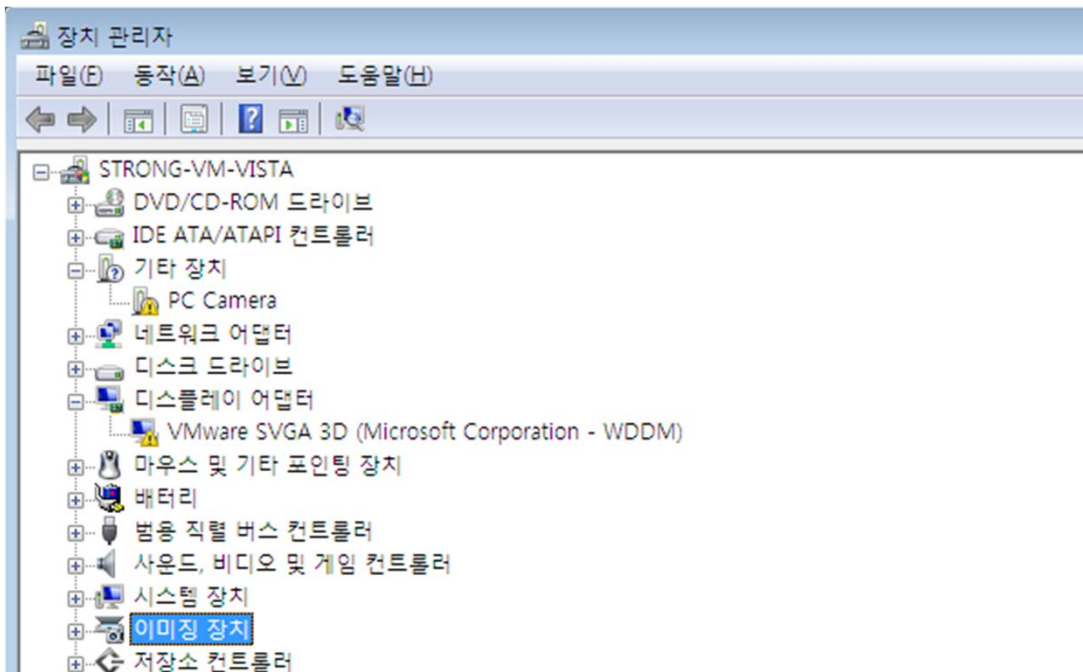 장치 관리자
파일(F) 동작(A) 보기(V) 도움말(H)
STRONG-VM-VISTA
DVD/CD-ROM 드라이브
IDE ATA/ATAPI 컨트롤러
기타 장치
PC Camera
네트워크 어댑터
디스크 드라이브
디스플레이 어댑터
VMware SVGA 3D (Microsoft Corporation - WDDM)
마우스 및 기타 포인팅 장치
배터리
범용 직렬 버스 컨트롤러
사운드, 비디오 및 게임 컨트롤러
시스템 장치
이미징 장치
저장소 컨트롤러